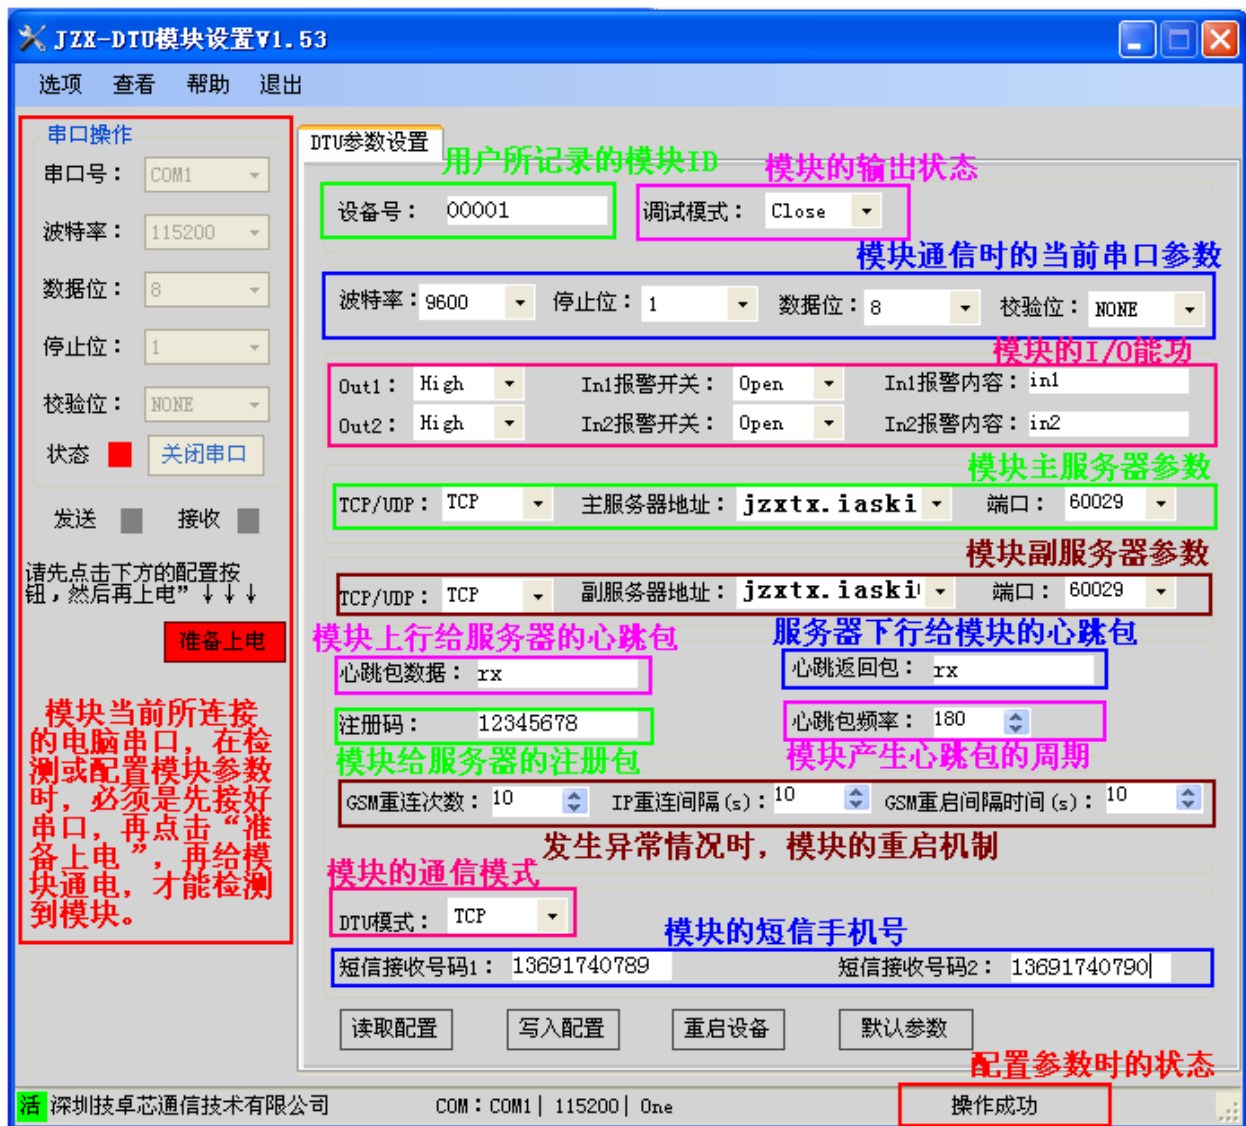 JZX-DTU模块设置V1.53
选项 查看 帮助 退出
串口操作
串口号： COM1
波特率： 115200
数据位： 8
停止位： 1
校验位： NONE
状态 关闭串口
发送 接收
请先点击下方的配置按
钮，然后再上电”↓↓↓
准备上电
模块当前所连接
的电脑串口，在检
测或配置模块参数
时，必须是先接好
串口，再点击“准
备上电”，再给模
块通电，才能检测
到模块。
DTU参数设置
用户所记录的模块ID
模块的输出状态
设备号： 00001 调试模式： Close
模块通信时的当前串口参数
波特率： 9600 停止位： 1 数据位： 8 校验位： NONE
模块的I/O能功
Out1： High In1报警开关： Open In1报警内容： in1
Out2： High In2报警开关： Open In2报警内容： in2
模块主服务器参数
TCP/UDP： TCP 主服务器地址： jzxtx.iaski 端口： 60029
模块副服务器参数
TCP/UDP： TCP 副服务器地址： jzxtx.iaski 端口： 60029
模块上行给服务器的心跳包
服务器下行给模块的心跳包
心跳包数据： rx 心跳返回包： rx
注册码： 12345678 心跳包频率： 180
模块给服务器的注册包
模块产生心跳包的周期
GSM重连次数： 10 IP重连间隔(s)： 10 GSM重启间隔时间(s)： 10
发生异常情况时，模块的重启机制
模块的通信模式
DTU模式： TCP
模块的短信手机号
短信接收号码1： 13691740789 短信接收号码2： 13691740790
读取配置 写入配置 重启设备 默认参数
配置参数时的状态
活 深圳技卓芯通信技术有限公司 COM：COM1| 115200| One 操作成功